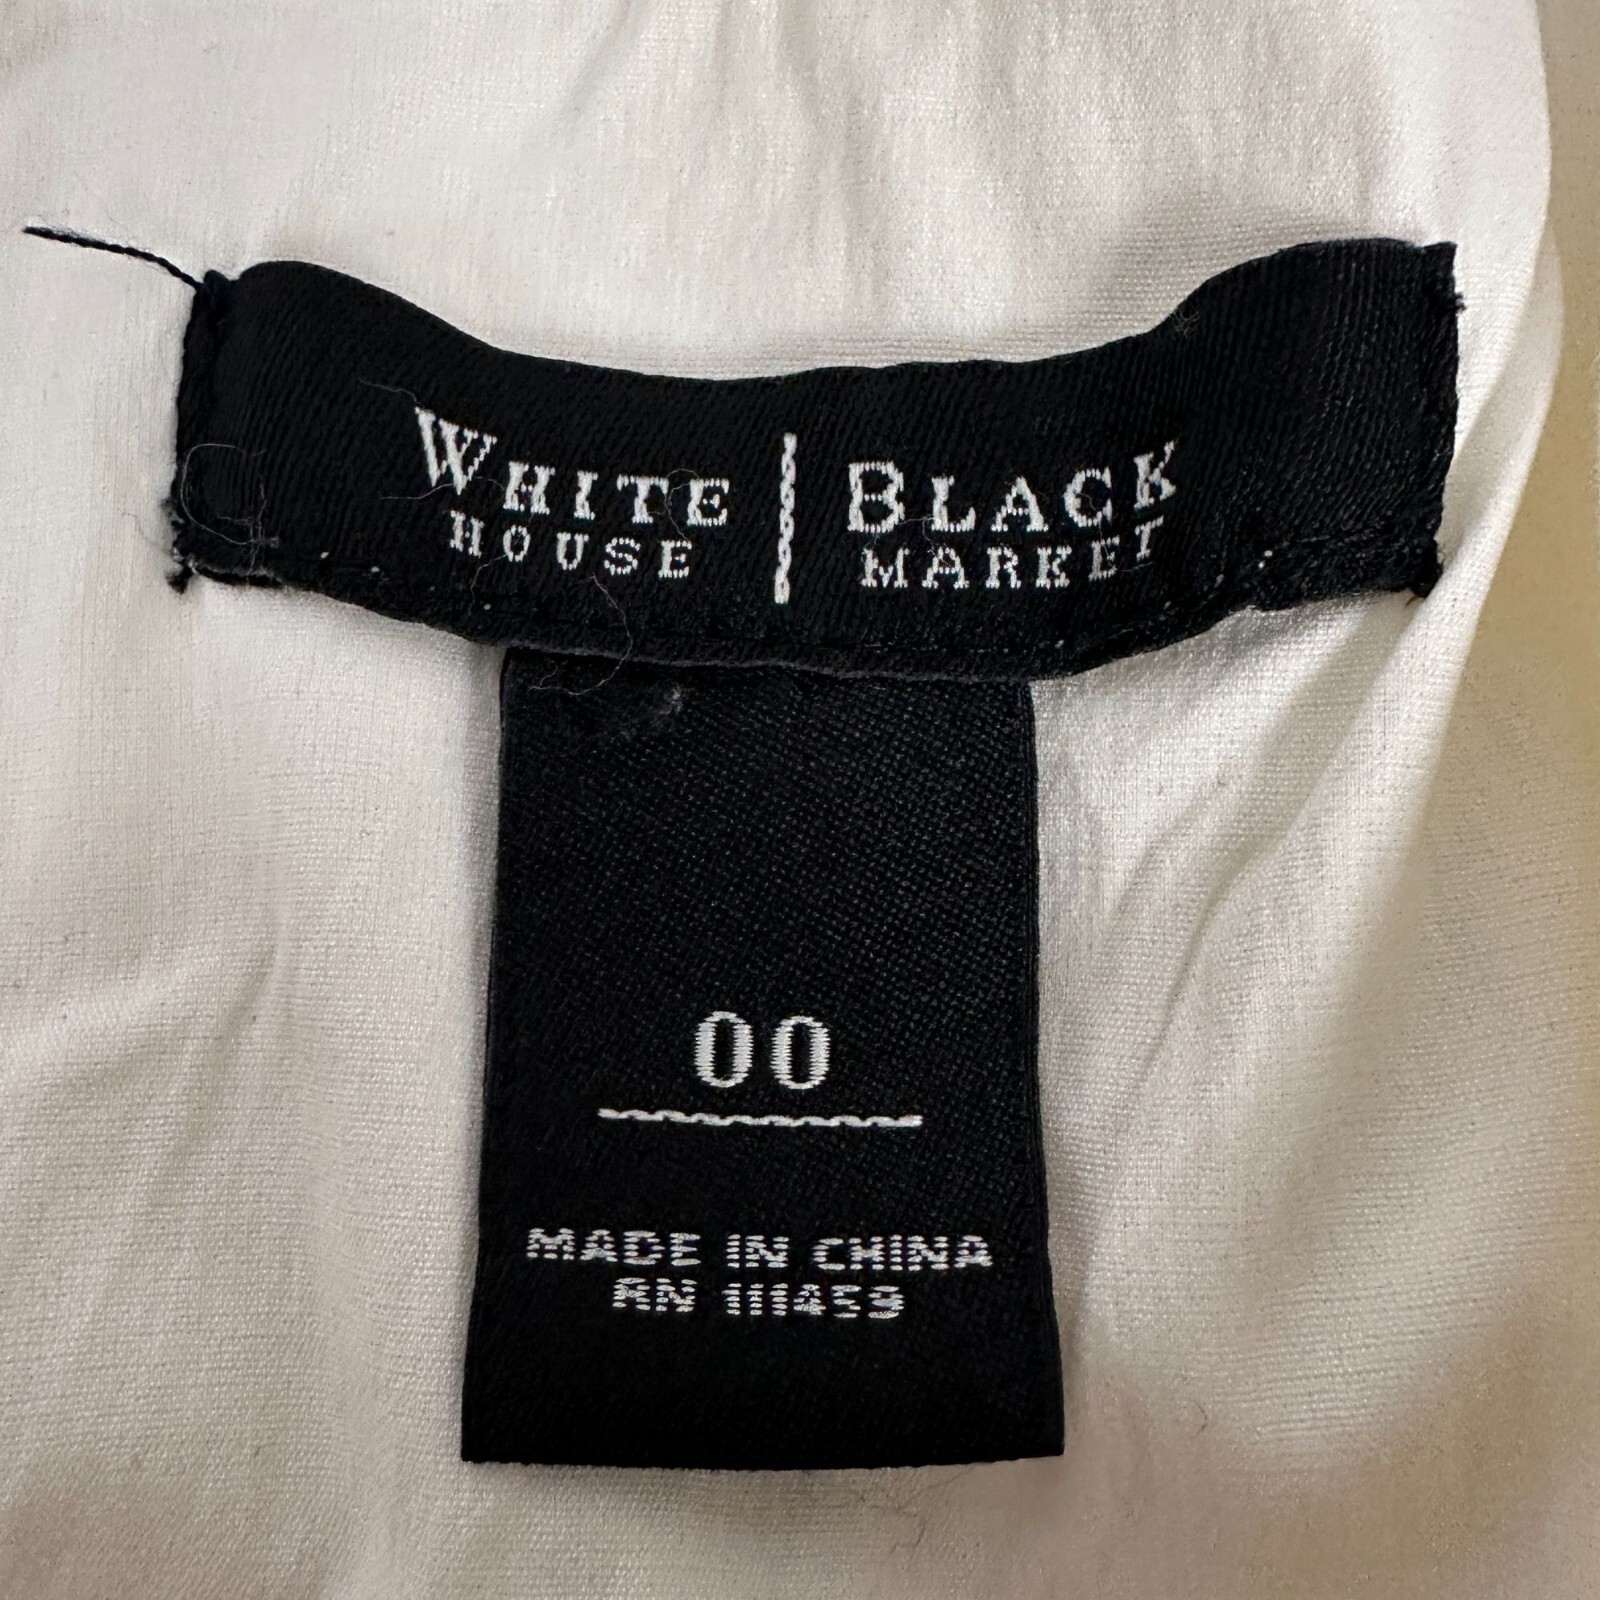 WHITE | BLACK
HOUSE | MARKET
00
MADE IN CHINA
RN 111459